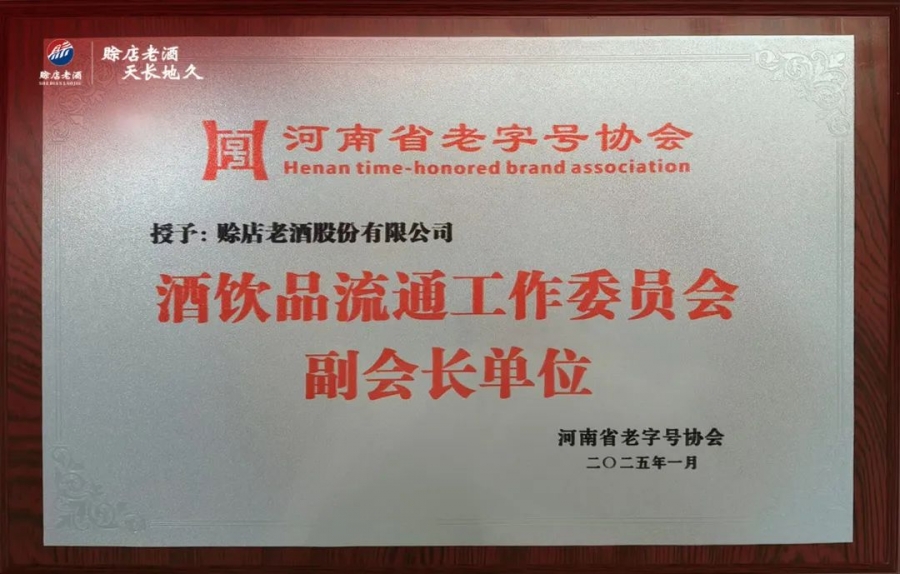 赊店老酒
赊店老酒
天长地久
河南省老字号协会
Henan time-honored brand association
授予：赊店老酒股份有限公司
酒饮品流通工作委员会
副会长单位
河南省老字号协会
二〇二五年一月